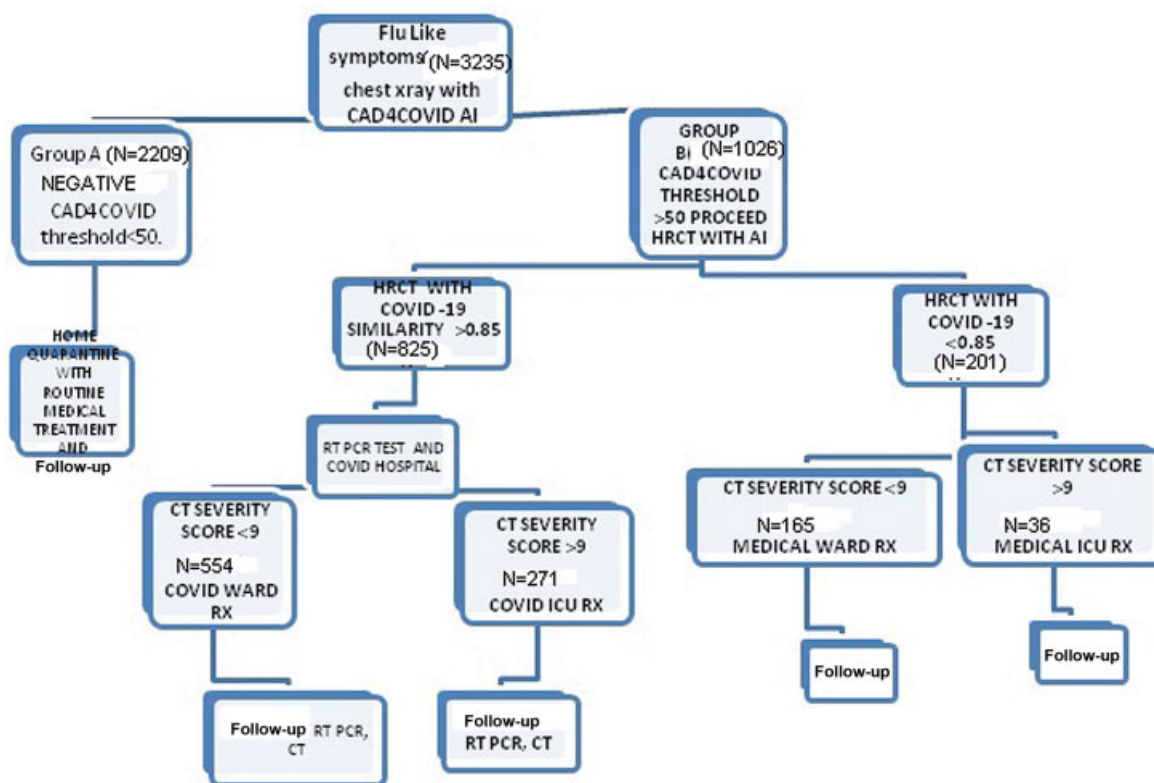 Flu Like
symptoms( (N=3235)
chest xray with
CAD4COVID AI
Group A (N=2209)
NEGATIVE
CAD4COVID
threshold<50.
GROUP
B( (N=1026)
CAD4COVID
THRESHOLD
>50 PROCEED
HRCT WITH AI
HOME
QUARANTINE
WITH
ROUTINE
MEDICAL
TREATMENT
AND
Follow-up
HRCT WITH
COVID -19
SIMILARITY >0.85
(N=825)
HRCT WITH
COVID -19
<0.85
(N=201)
RT PCR TEST AND
COVID HOSPITAL
CT SEVERITY
SCORE <9
N=554
COVID WARD
RX
CT SEVERITY
SCORE >9
N=271
COVID ICU RX
CT SEVERITY SCORE <9
N=165
MEDICAL WARD RX
CT SEVERITY SCORE
>9
N=36
MEDICAL ICU RX
Follow-up RT PCR,
CT
Follow-up
RT PCR, CT
Follow-up
Follow-up